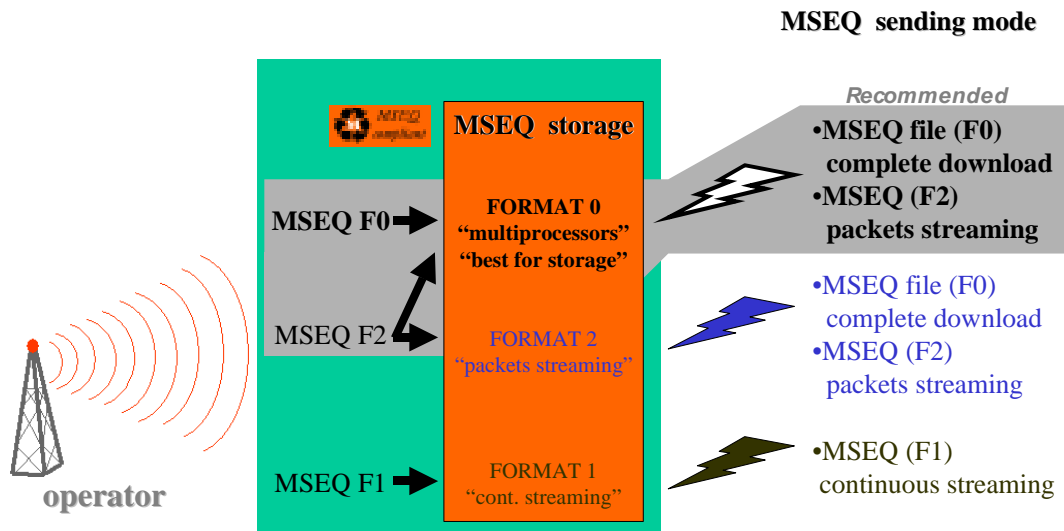 MSEQ sending mode
Recommended
MSEQ
compliant
MSEQ storage
•MSEQ file (F0)
complete download
•MSEQ (F2)
packets streaming
MSEQ F0
FORMAT 0
“multiprocessors”
“best for storage”
MSEQ F2
FORMAT 2
“packets streaming”
•MSEQ file (F0)
complete download
•MSEQ (F2)
packets streaming
MSEQ F1
FORMAT 1
“cont. streaming”
•MSEQ (F1)
continuous streaming
operator